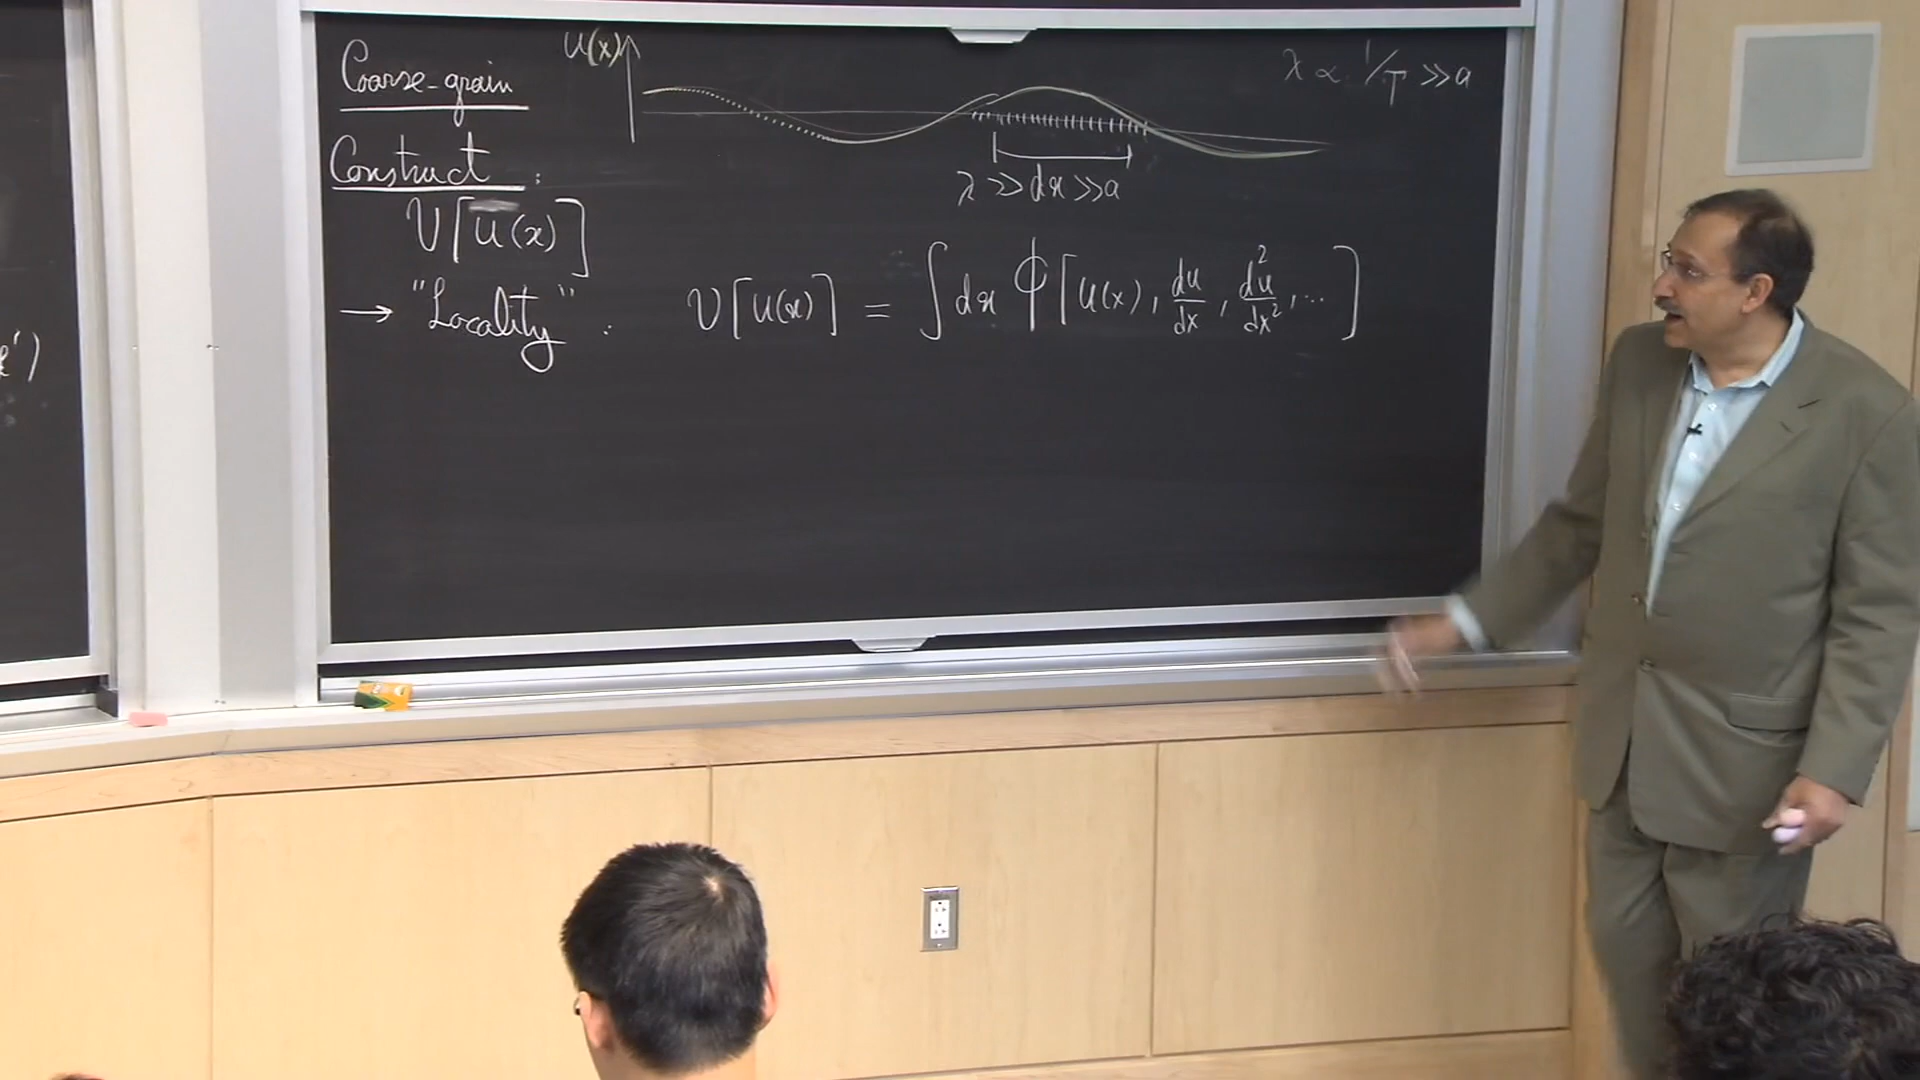 ƛ')
Coarse-grain
u(x)
λ ∝ 1/T >> a
Construct :
V[u(x)]
λ >> dx >> a
→ "Locality" : V[u(x)] = ∫dx ϕ[u(x), du/dx, d²u/dx², ...]